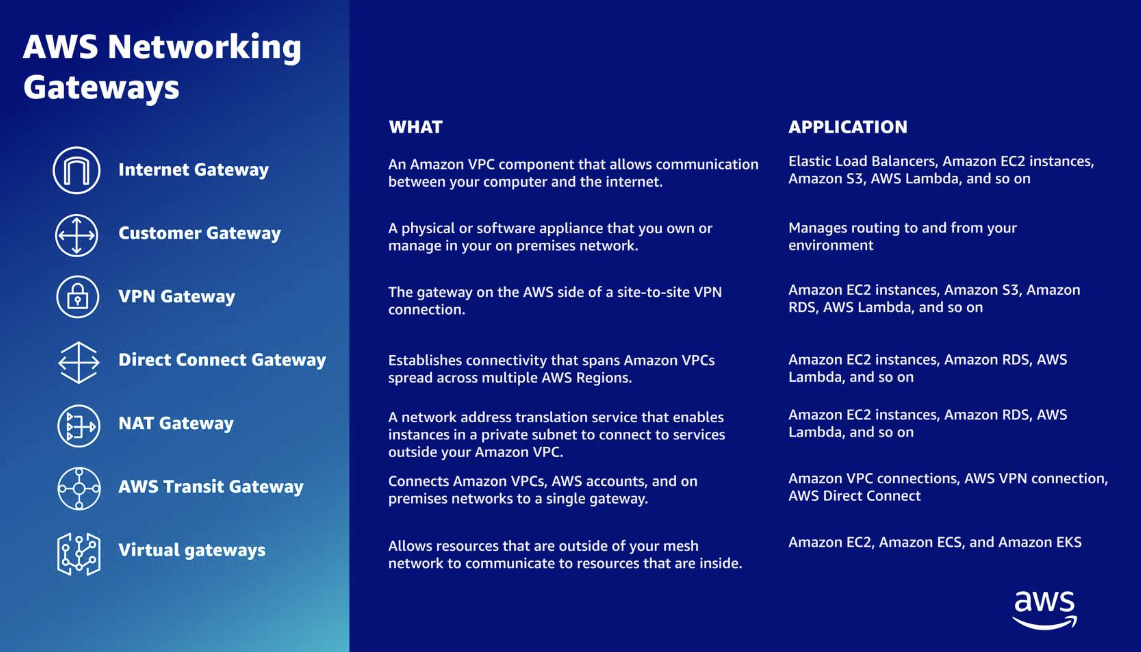 AWS Networking
Gateways
WHAT
APPLICATION
Internet Gateway
An Amazon VPC component that allows communication
between your computer and the internet.
Elastic Load Balancers, Amazon EC2 instances,
Amazon S3, AWS Lambda, and so on
Customer Gateway
A physical or software appliance that you own or
manage in your on premises network.
Manages routing to and from your
environment
VPN Gateway
The gateway on the AWS side of a site-to-site VPN
connection.
Amazon EC2 instances, Amazon S3, Amazon
RDS, AWS Lambda, and so on
Direct Connect Gateway
Establishes connectivity that spans Amazon VPCs
spread across multiple AWS Regions.
Amazon EC2 instances, Amazon RDS, AWS
Lambda, and so on
NAT Gateway
A network address translation service that enables
instances in a private subnet to connect to services
outside your Amazon VPC.
Amazon EC2 instances, Amazon RDS, AWS
Lambda, and so on
AWS Transit Gateway
Connects Amazon VPCs, AWS accounts, and on
premises networks to a single gateway.
Amazon VPC connections, AWS VPN connection,
AWS Direct Connect
Virtual gateways
Allows resources that are outside of your mesh
network to communicate to resources that are inside.
Amazon EC2, Amazon ECS, and Amazon EKS
aws